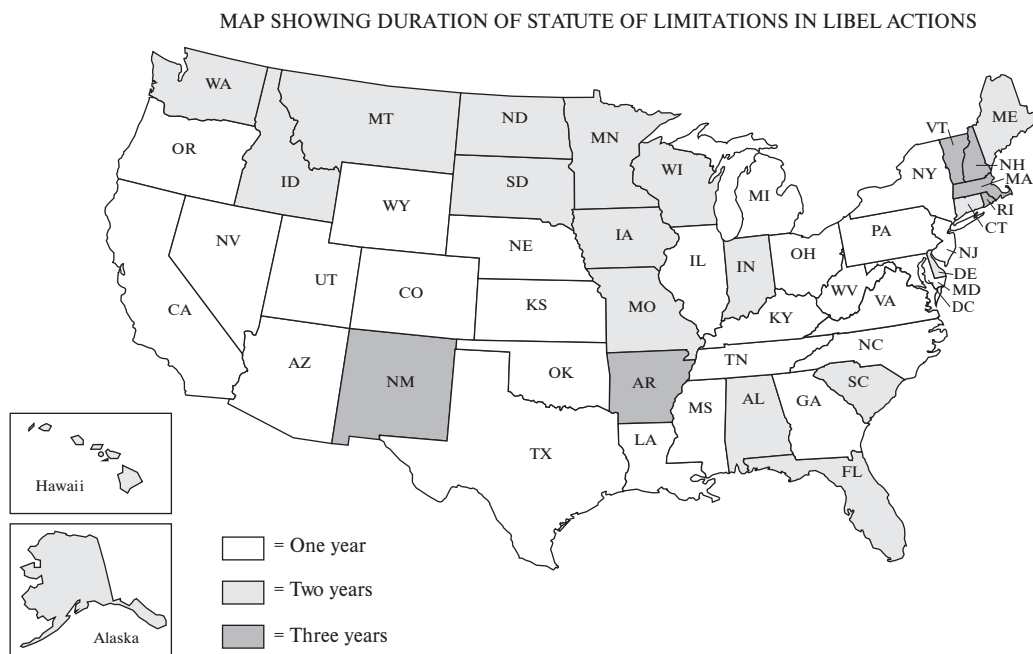 MAP SHOWING DURATION OF STATUTE OF LIMITATIONS IN LIBEL ACTIONS
WA
MT
ND
MN
ME
VT
OR
ID
SD
WI
MI
NY
NH
MA
WY
RI
CT
NV
NE
IA
PA
NJ
UT
CO
IL
IN
OH
DE
MD
DC
CA
KS
MO
WV
VA
KY
AZ
NM
OK
AR
TN
NC
SC
MS
AL
GA
TX
LA
FL
Hawaii
Alaska
= One year
= Two years
= Three years